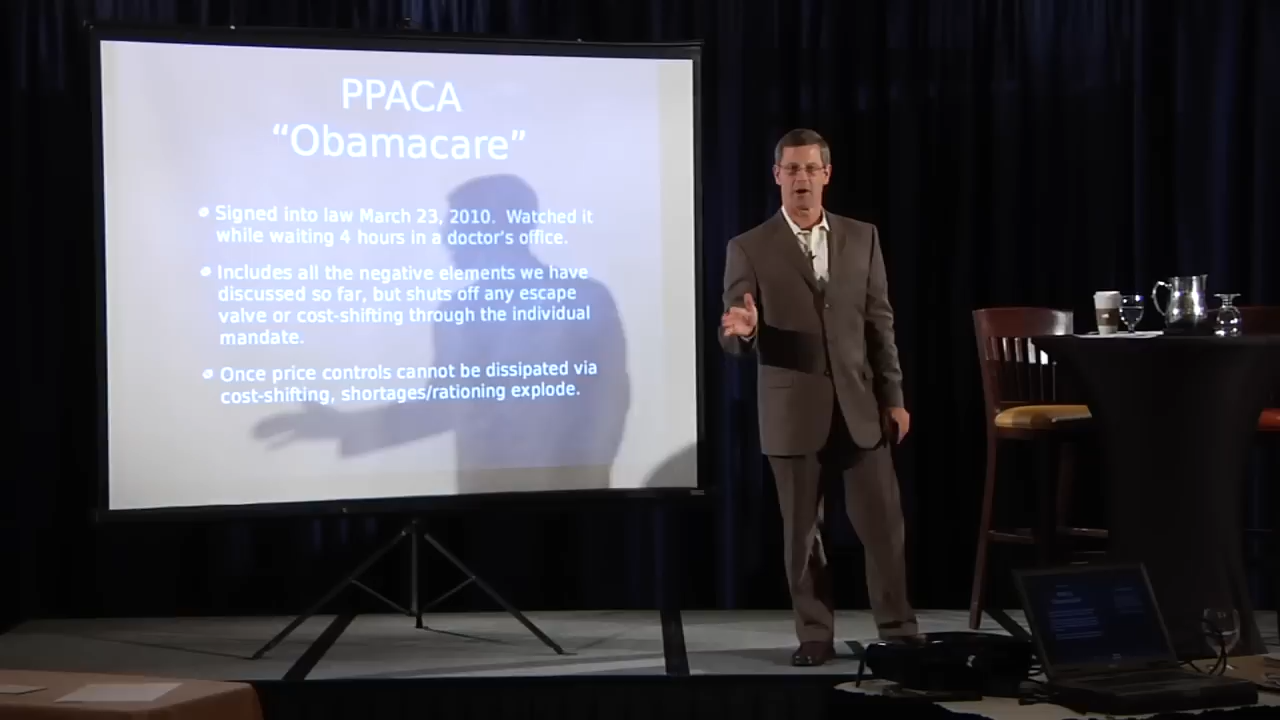 PPACA
“Obamacare”
• Signed into law March 23, 2010. Watched it
while waiting 4 hours in a doctor’s office.
• Includes all the negative elements we have
discussed so far, but shuts off any escape
valve or cost-shifting through the individual
mandate.
• Once price controls cannot be dissipated via
cost-shifting, shortages/rationing explode.